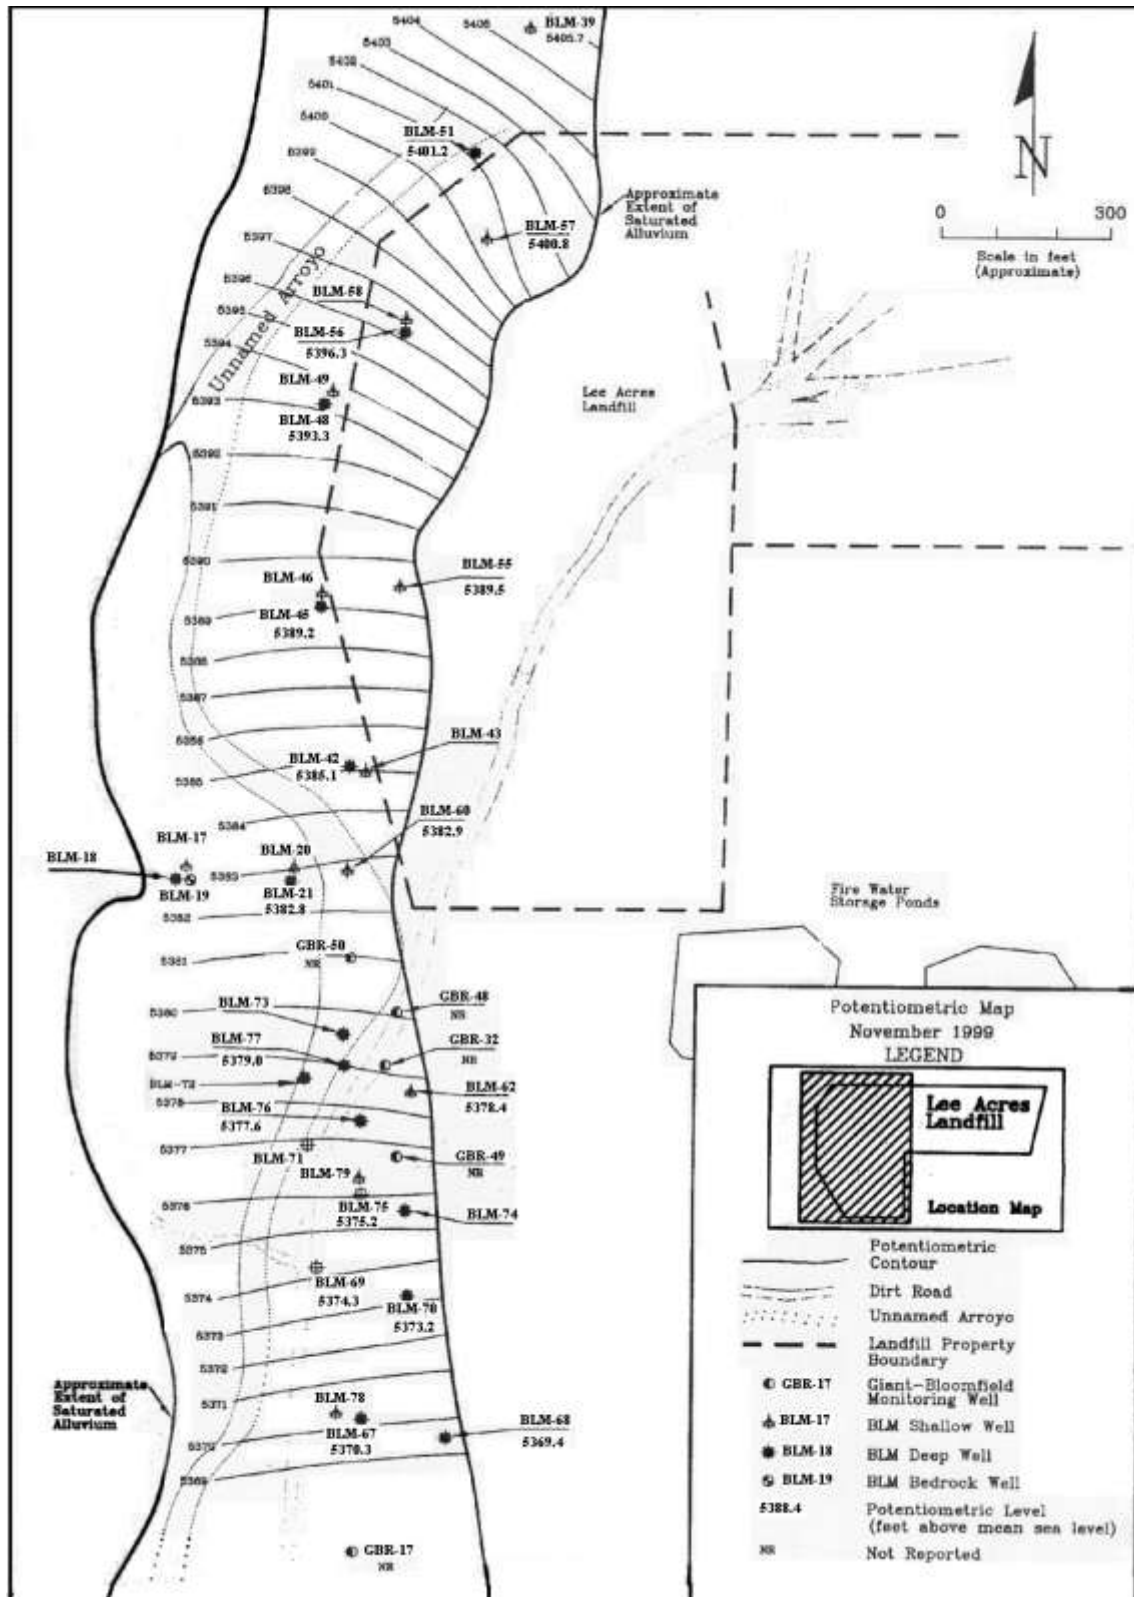 5404
5405
BLM-39
5405.7
5403
5402
5401
5400
BLM-51
5401.2
5399
5398
Approximate
Extent of
Saturated
Alluvium
N
0 300
Scale in feet
(Approximate)
BLM-57
5400.8
5397
5396
5395
5394
5393
Unnamed Arroyo
BLM-58
BLM-56
5396.3
BLM-49
BLM-48
5393.3
Lee Acres
Landfill
5392
5391
5390
BLM-46
BLM-55
5389.5
5389
BLM-45
5389.2
5388
5387
5386
BLM-43
BLM-42
5385.1
5385
BLM-60
5382.9
5384
BLM-17
BLM-18
BLM-20
5383
BLM-19
BLM-21
5382.8
5382
Fire Water
Storage Ponds
GBR-50
NR
5381
BLM-73
GBR-48
NR
5380
BLM-77
5379.0
GBR-32
NR
5379
BLM-72
BLM-62
5378.4
5378
BLM-76
5377.6
5377
BLM-71
GBR-49
NR
BLM-79
5376
BLM-75
5375.2
BLM-74
5375
BLM-69
5374.3
5374
BLM-70
5373.2
5373
5372
Approximate
Extent of
Saturated
Alluvium
5371
BLM-78
BLM-67
5370.3
BLM-68
5369.4
5370
5369
GBR-17
NR
Potentiometric Map
November 1999
LEGEND
Lee Acres
Landfill
Location Map
Potentiometric
Contour
Dirt Road
Unnamed Arroyo
Landfill Property
Boundary
GBR-17 Giant-Bloomfield
Monitoring Well
BLM-17 BLM Shallow Well
BLM-18 BLM Deep Well
BLM-19 BLM Bedrock Well
5388.4 Potentiometric Level
(feet above mean sea level)
NR Not Reported